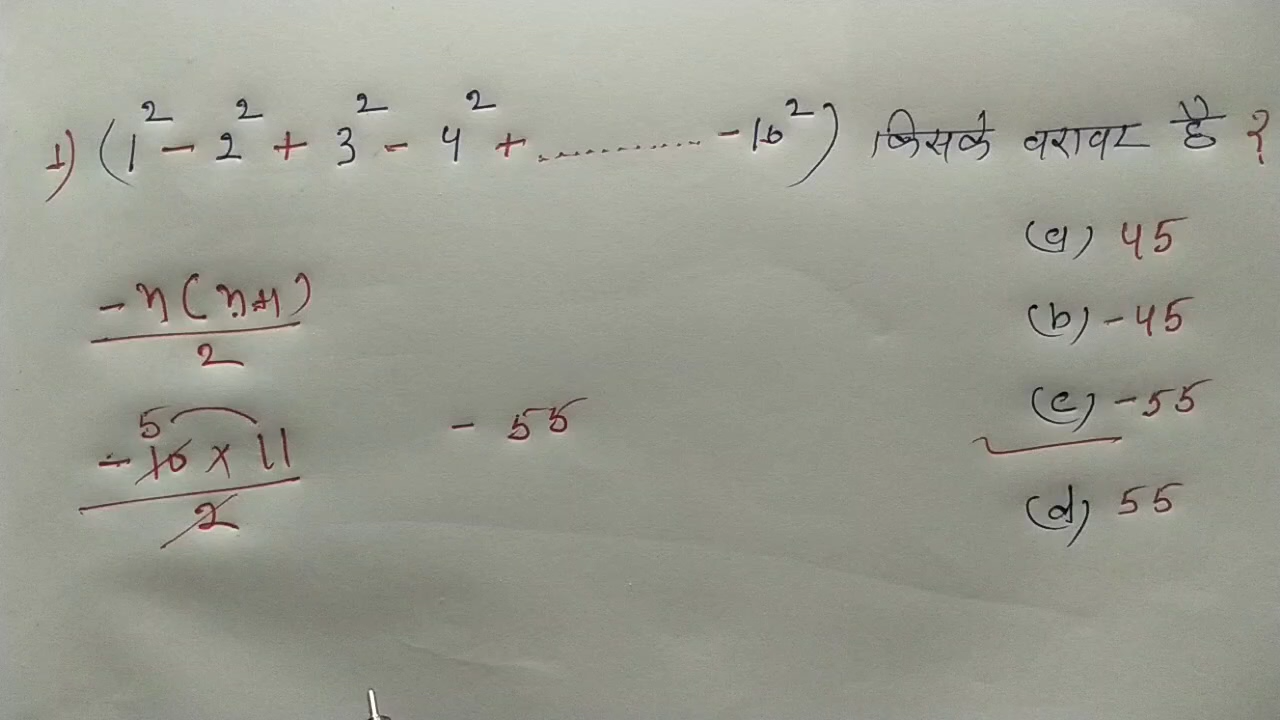 1) (1² - 2² + 3² - 4² + .......... - 10²) किसके बरावर है ?
(a) 45
(b) - 45
(c) - 55
(d) 55
- n (n+1)
2
5
- 10 x 11
2
- 55